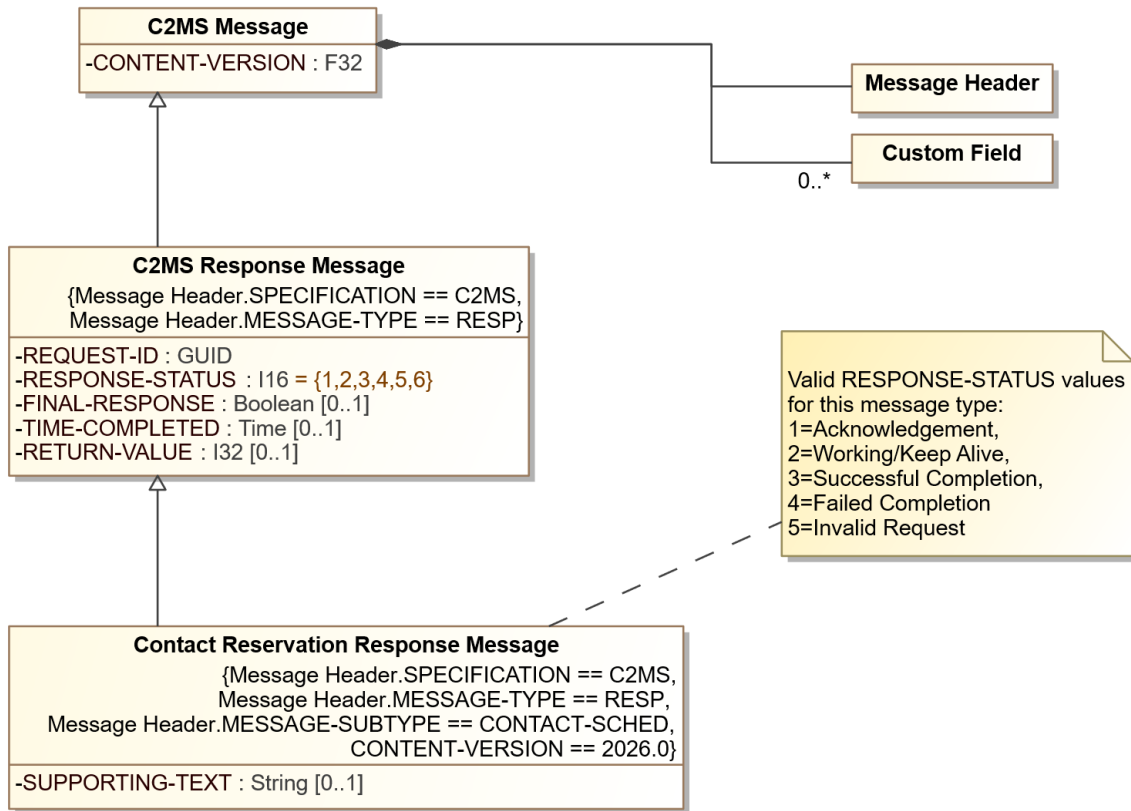 C2MS Message
-CONTENT-VERSION : F32
Message Header
Custom Field
0..*
C2MS Response Message
{Message Header.SPECIFICATION == C2MS,
Message Header.MESSAGE-TYPE == RESP}
-REQUEST-ID : GUID
-RESPONSE-STATUS : I16 = {1,2,3,4,5,6}
-FINAL-RESPONSE : Boolean [0..1]
-TIME-COMPLETED : Time [0..1]
-RETURN-VALUE : I32 [0..1]
Valid RESPONSE-STATUS values
for this message type:
1=Acknowledgement,
2=Working/Keep Alive,
3=Successful Completion,
4=Failed Completion
5=Invalid Request
Contact Reservation Response Message
{Message Header.SPECIFICATION == C2MS,
Message Header.MESSAGE-TYPE == RESP,
Message Header.MESSAGE-SUBTYPE == CONTACT-SCHED,
CONTENT-VERSION == 2026.0}
-SUPPORTING-TEXT : String [0..1]